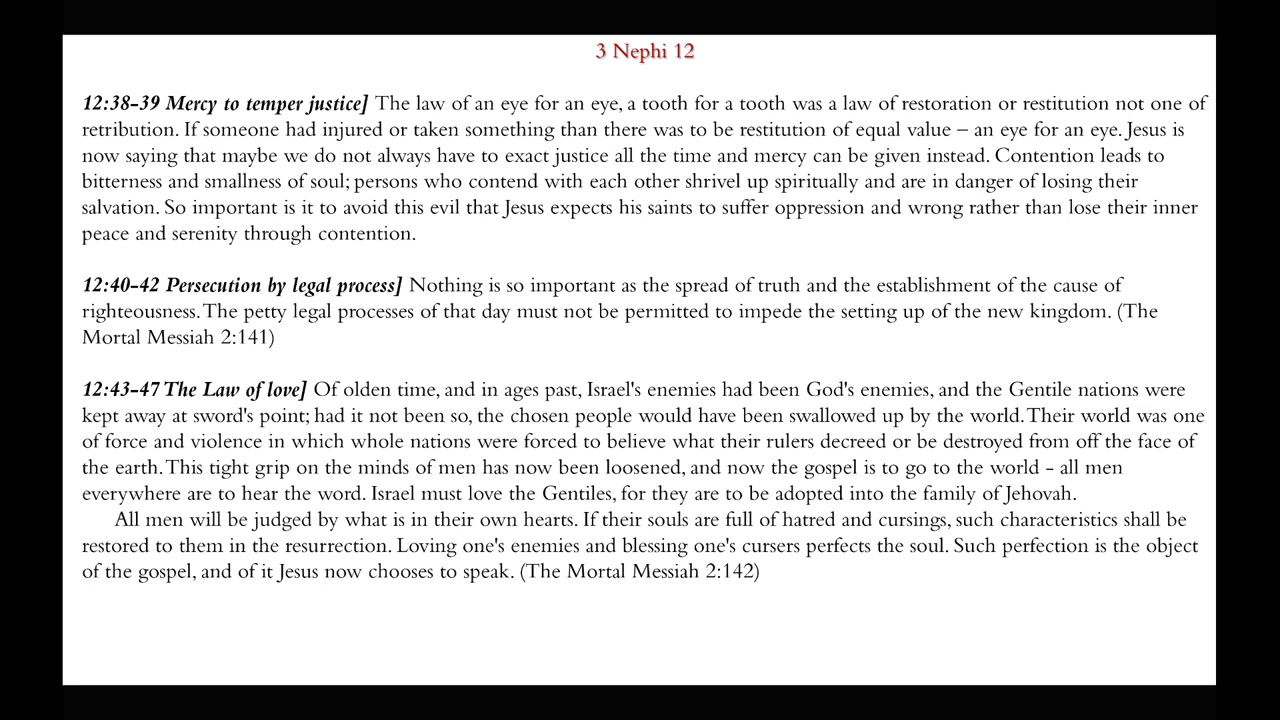 3 Nephi 12
12:38-39 Mercy to temper justice] The law of an eye for an eye, a tooth for a tooth was a law of restoration or restitution not one of
retribution. If someone had injured or taken something than there was to be restitution of equal value – an eye for an eye. Jesus is
now saying that maybe we do not always have to exact justice all the time and mercy can be given instead. Contention leads to
bitterness and smallness of soul; persons who contend with each other shrivel up spiritually and are in danger of losing their
salvation. So important is it to avoid this evil that Jesus expects his saints to suffer oppression and wrong rather than lose their inner
peace and serenity through contention.
12:40-42 Persecution by legal process] Nothing is so important as the spread of truth and the establishment of the cause of
righteousness. The petty legal processes of that day must not be permitted to impede the setting up of the new kingdom. (The
Mortal Messiah 2:141)
12:43-47 The Law of love] Of olden time, and in ages past, Israel's enemies had been God's enemies, and the Gentile nations were
kept away at sword's point; had it not been so, the chosen people would have been swallowed up by the world. Their world was one
of force and violence in which whole nations were forced to believe what their rulers decreed or be destroyed from off the face of
the earth. This tight grip on the minds of men has now been loosened, and now the gospel is to go to the world - all men
everywhere are to hear the word. Israel must love the Gentiles, for they are to be adopted into the family of Jehovah.
All men will be judged by what is in their own hearts. If their souls are full of hatred and cursings, such characteristics shall be
restored to them in the resurrection. Loving one's enemies and blessing one's cursers perfects the soul. Such perfection is the object
of the gospel, and of it Jesus now chooses to speak. (The Mortal Messiah 2:142)